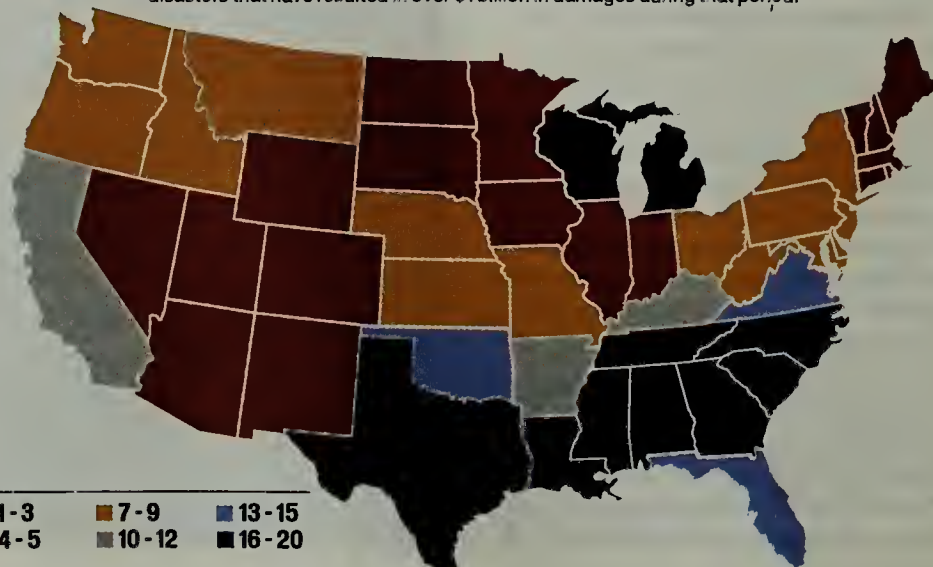 disasters that have resulted in over $1 billion in damages during that period.
1 - 3 7 - 9 13 - 15
4 - 5 10 - 12 16 - 20